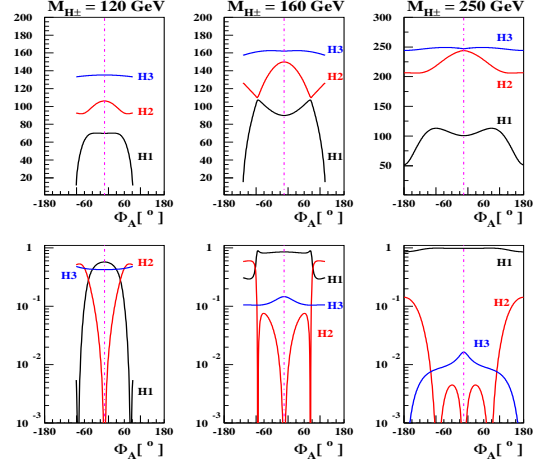 M_H± = 120 GeV M_H± = 160 GeV M_H± = 250 GeV
200 200 300
180 180
160 160 250
140 140
120 120 200
100 100 150
80 80
60 60 100
40 40
20 20 50
H3 H2 H1
H3 H2 H1
H3 H2 H1
-180 -60 60 180 -180 -60 60 180 -180 -60 60 180
Φ_A[ ° ] Φ_A[ ° ] Φ_A[ ° ]
1 1 1
10⁻¹ 10⁻¹ 10⁻¹
10⁻² 10⁻² 10⁻²
10⁻³ 10⁻³ 10⁻³
H2 H3 H1
H1 H3 H2
H1 H2 H3
-180 -60 60 180 -180 -60 60 180 -180 -60 60 180
Φ_A[ ° ] Φ_A[ ° ] Φ_A[ ° ]